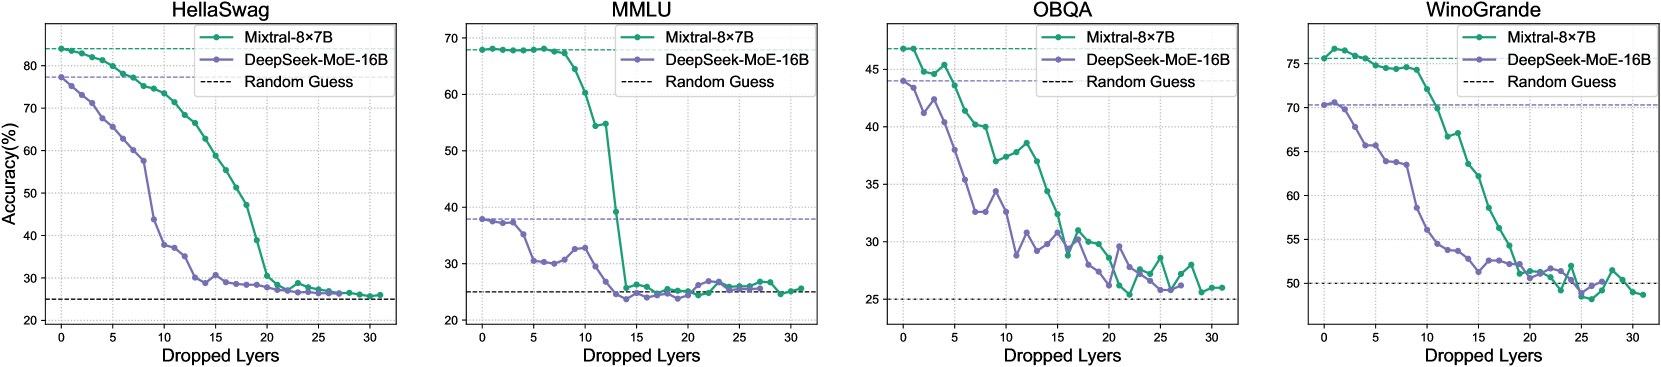 HellaSwag
Mixtral-8×7B
DeepSeek-MoE-16B
Random Guess
Accuracy(%)
80
70
60
50
40
30
20
0 5 10 15 20 25 30
Dropped Lyers
MMLU
Mixtral-8×7B
DeepSeek-MoE-16B
Random Guess
70
60
50
40
30
20
0 5 10 15 20 25 30
Dropped Lyers
OBQA
Mixtral-8×7B
DeepSeek-MoE-16B
Random Guess
45
40
35
30
25
0 5 10 15 20 25 30
Dropped Lyers
WinoGrande
Mixtral-8×7B
DeepSeek-MoE-16B
Random Guess
75
70
65
60
55
50
0 5 10 15 20 25 30
Dropped Lyers